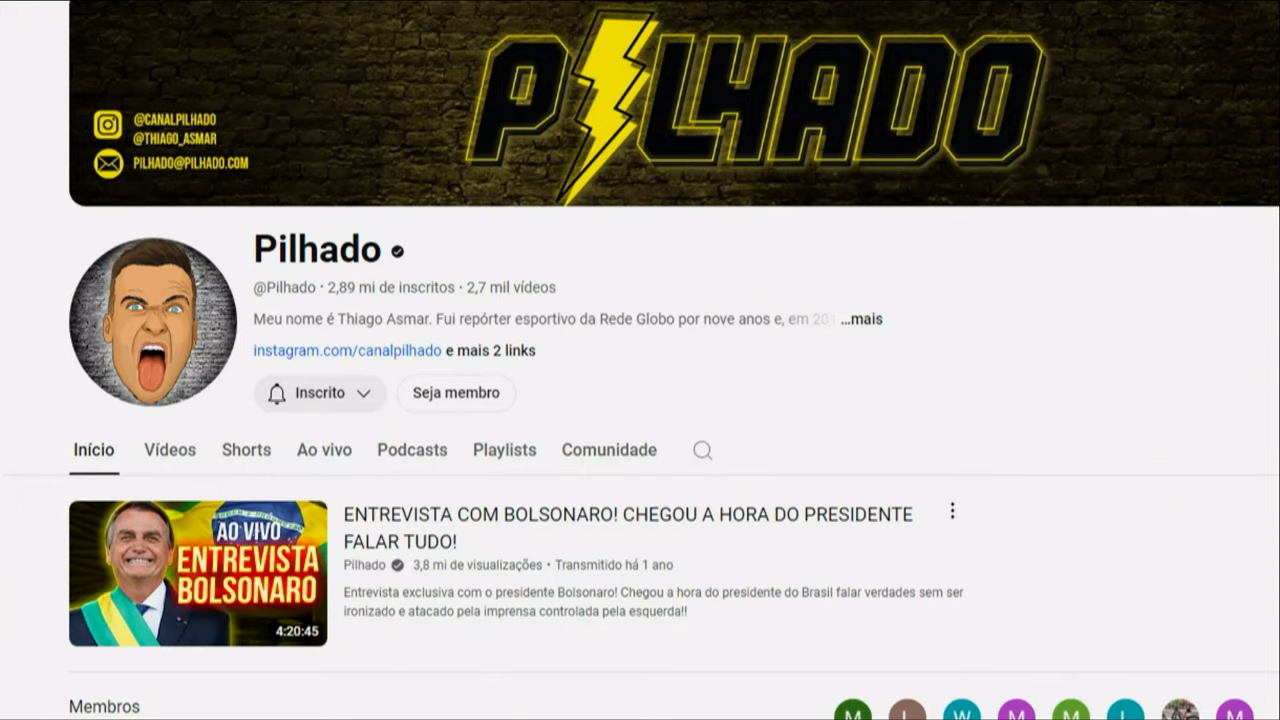 PILHADO
@CANALPILHADO
@THIAGO_ASMAR
PILHADO@PILHADO.COM
Pilhado
@Pilhado · 2,89 mi de inscritos · 2,7 mil vídeos
Meu nome é Thiago Asmar. Fui repórter esportivo da Rede Globo por nove anos e, em 20 ...mais
instagram.com/canalpilhado e mais 2 links
Inscrito
Seja membro
Início Vídeos Shorts Ao vivo Podcasts Playlists Comunidade
AO VIVO
ENTREVISTA
BOLSONARO
4:20:45
ENTREVISTA COM BOLSONARO! CHEGOU A HORA DO PRESIDENTE
FALAR TUDO!
Pilhado 3,8 mi de visualizações • Transmitido há 1 ano
Entrevista exclusiva com o presidente Bolsonaro! Chegou a hora do presidente do Brasil falar verdades sem ser
ironizado e atacado pela imprensa controlada pela esquerda!!
Membros
M L W M M L M